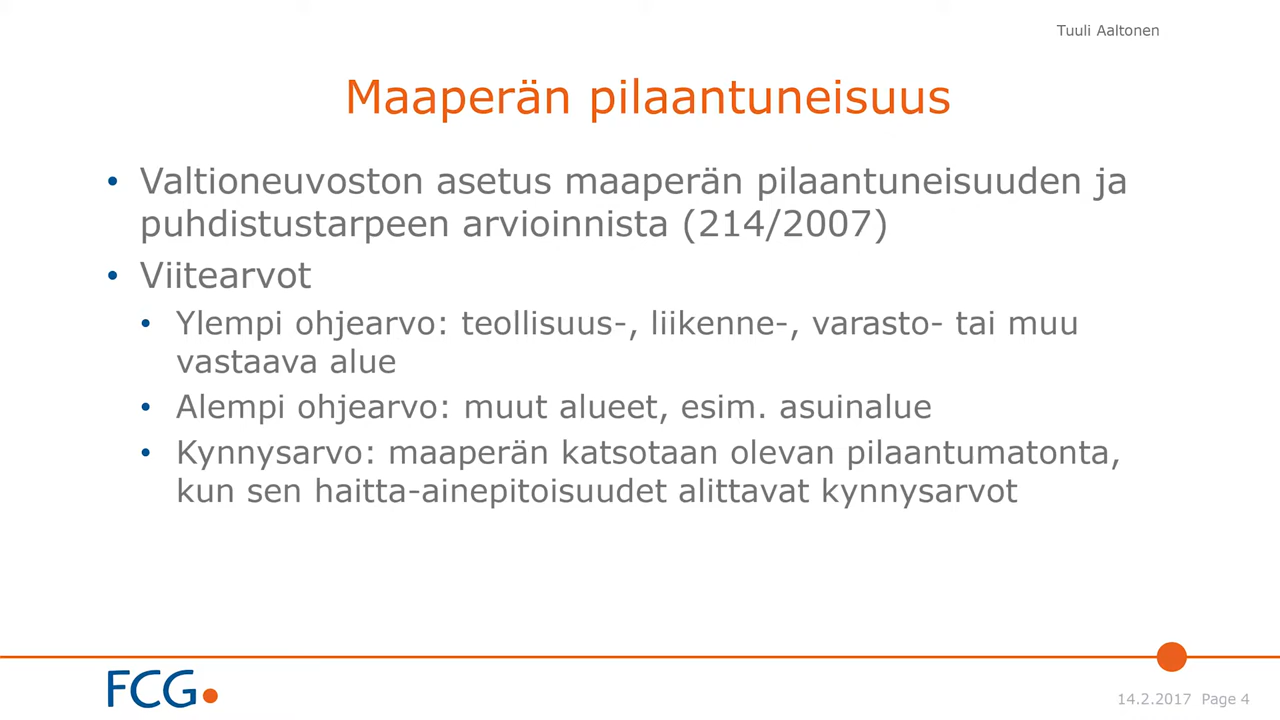 Tuuli Aaltonen
Maaperän pilaantuneisuus
• Valtioneuvoston asetus maaperän pilaantuneisuuden ja
puhdistustarpeen arvioinnista (214/2007)
• Viitearvot
• Ylempi ohjearvo: teollisuus-, liikenne-, varasto- tai muu
vastaava alue
• Alempi ohjearvo: muut alueet, esim. asuinalue
• Kynnysarvo: maaperän katsotaan olevan pilaantumatonta,
kun sen haitta-ainepitoisuudet alittavat kynnysarvot
FCG
14.2.2017 Page 4